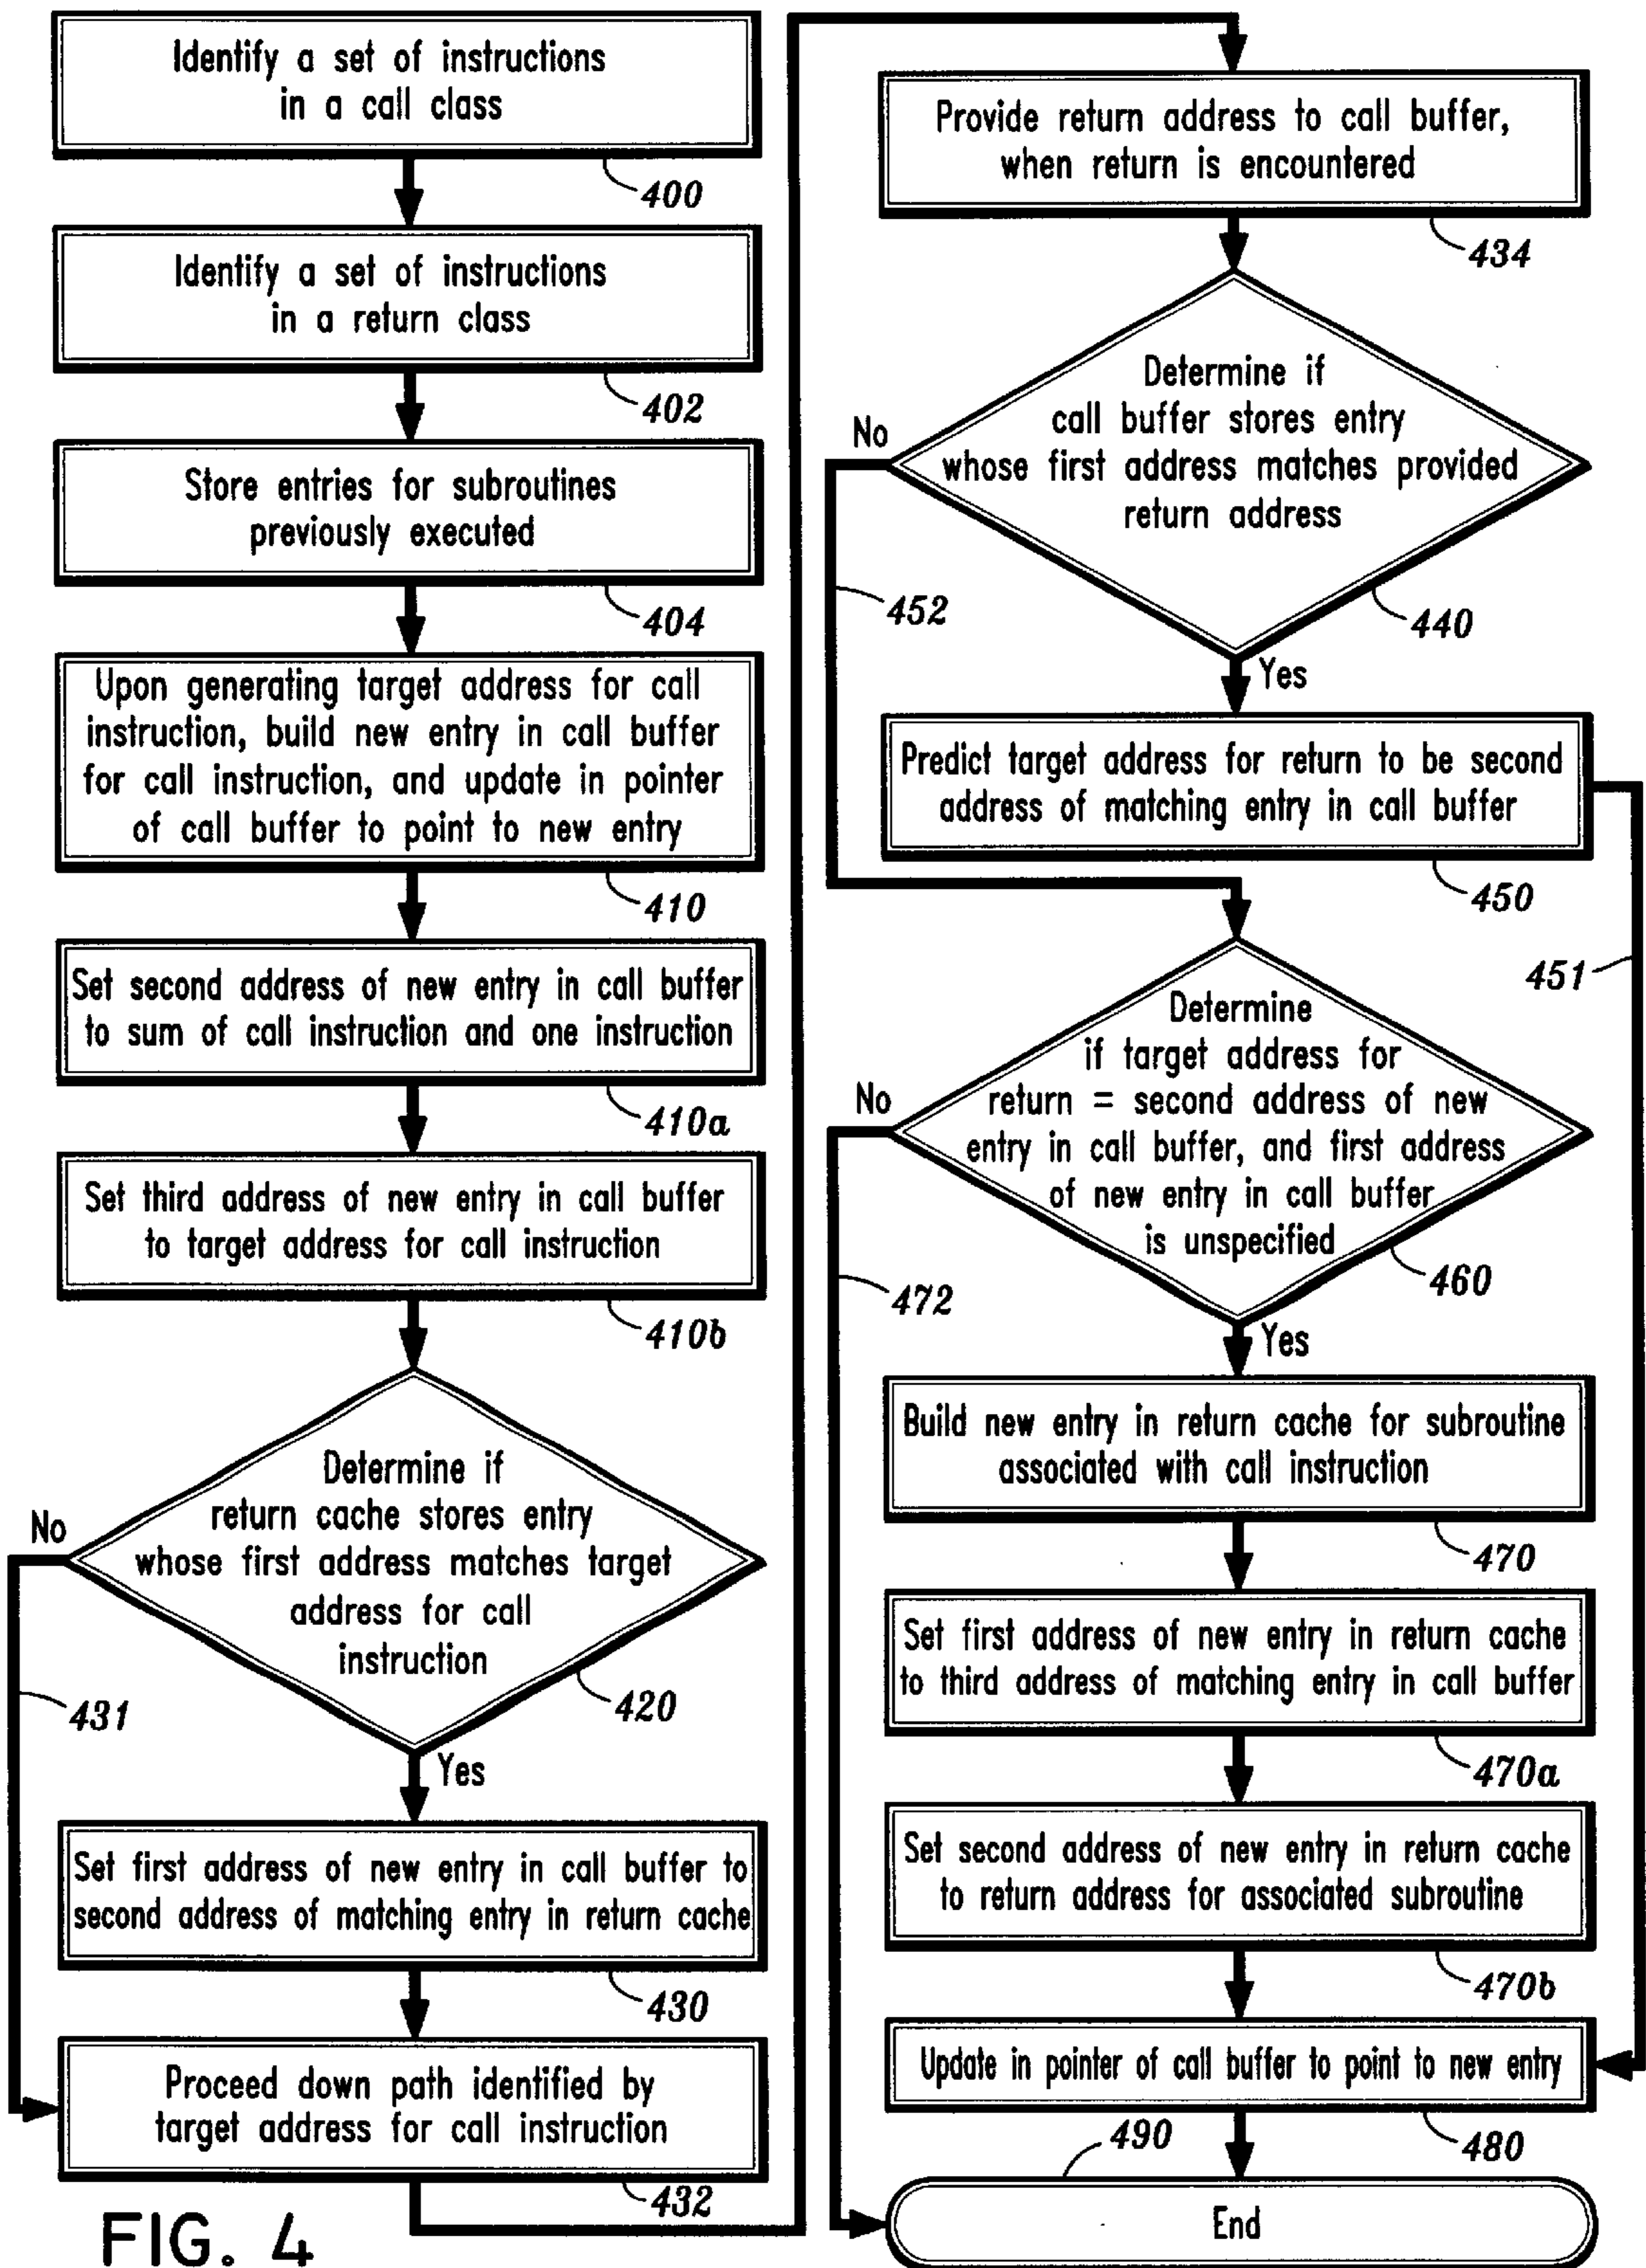 Identify a set of instructions
in a call class
400
Identify a set of instructions
in a return class
402
Store entries for subroutines
previously executed
404
Upon generating target address for call
instruction, build new entry in call buffer
for call instruction, and update in pointer
of call buffer to point to new entry
410
Set second address of new entry in call buffer
to sum of call instruction and one instruction
410a
Set third address of new entry in call buffer
to target address for call instruction
410b
Determine if
return cache stores entry
whose first address matches target
address for call
instruction
No
431
420
Yes
Set first address of new entry in call buffer to
second address of matching entry in return cache
430
Proceed down path identified by
target address for call instruction
432
FIG. 4
Provide return address to call buffer,
when return is encountered
434
Determine if
call buffer stores entry
whose first address matches provided
return address
No
452
440
Yes
Predict target address for return to be second
address of matching entry in call buffer
450
451
Determine
if target address for
return = second address of new
entry in call buffer, and first address
of new entry in call buffer
is unspecified
No
472
460
Yes
Build new entry in return cache for subroutine
associated with call instruction
470
Set first address of new entry in return cache
to third address of matching entry in call buffer
470a
Set second address of new entry in return cache
to return address for associated subroutine
470b
Update in pointer of call buffer to point to new entry
480
490
End